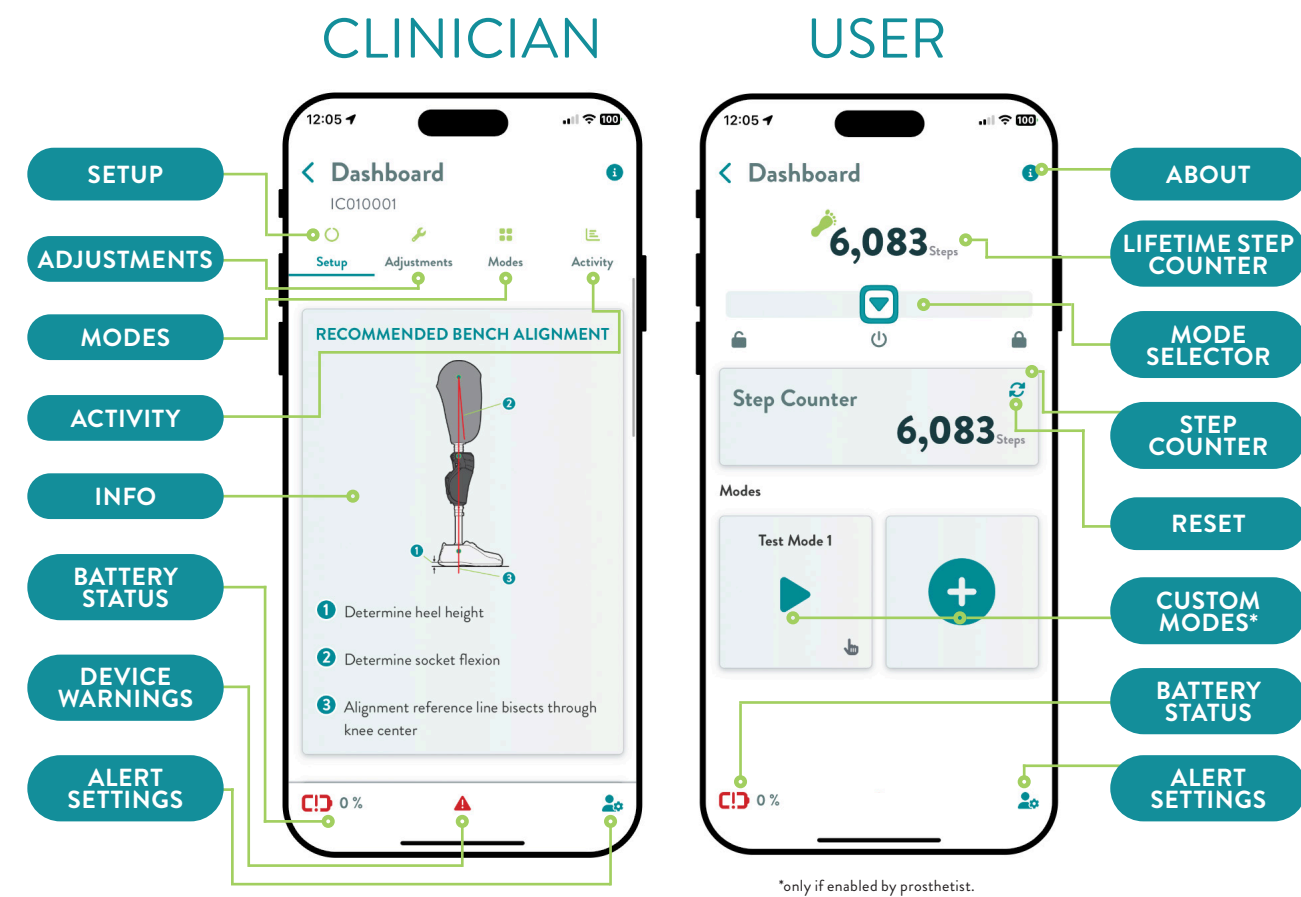 CLINICIAN
USER
SETUP
ADJUSTMENTS
MODES
ACTIVITY
INFO
BATTERY
STATUS
DEVICE
WARNINGS
ALERT
SETTINGS
12:05
100
Dashboard
i
IC010001
Setup
Adjustments
Modes
Activity
RECOMMENDED BENCH ALIGNMENT
2
1
3
1 Determine heel height
2 Determine socket flexion
3 Alignment reference line bisects through
knee center
0 %
12:05
100
Dashboard
i
6,083 Steps
Step Counter
6,083 Steps
Modes
Test Mode 1
0 %
ABOUT
LIFETIME STEP
COUNTER
MODE
SELECTOR
STEP
COUNTER
RESET
CUSTOM
MODES*
BATTERY
STATUS
ALERT
SETTINGS
*only if enabled by prosthetist.